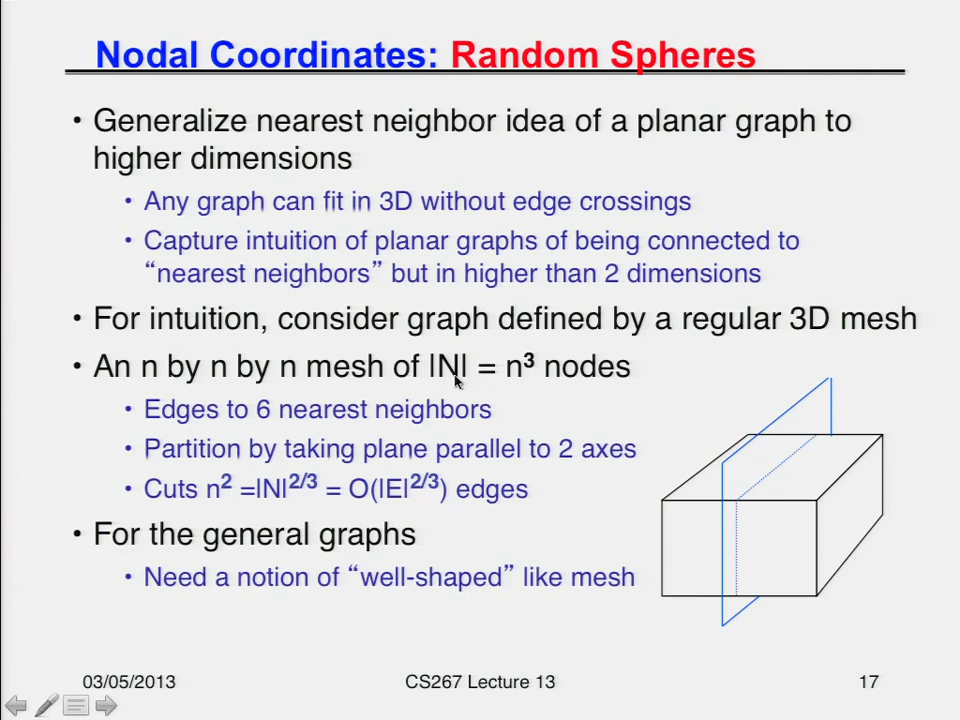 Nodal Coordinates: Random Spheres
• Generalize nearest neighbor idea of a planar graph to
higher dimensions
• Any graph can fit in 3D without edge crossings
• Capture intuition of planar graphs of being connected to
“nearest neighbors” but in higher than 2 dimensions
• For intuition, consider graph defined by a regular 3D mesh
• An n by n by n mesh of |N| = n³ nodes
• Edges to 6 nearest neighbors
• Partition by taking plane parallel to 2 axes
• Cuts n² =|N|²ᐟ³ = O(|E|²ᐟ³) edges
• For the general graphs
• Need a notion of “well-shaped” like mesh
03/05/2013 CS267 Lecture 13 17